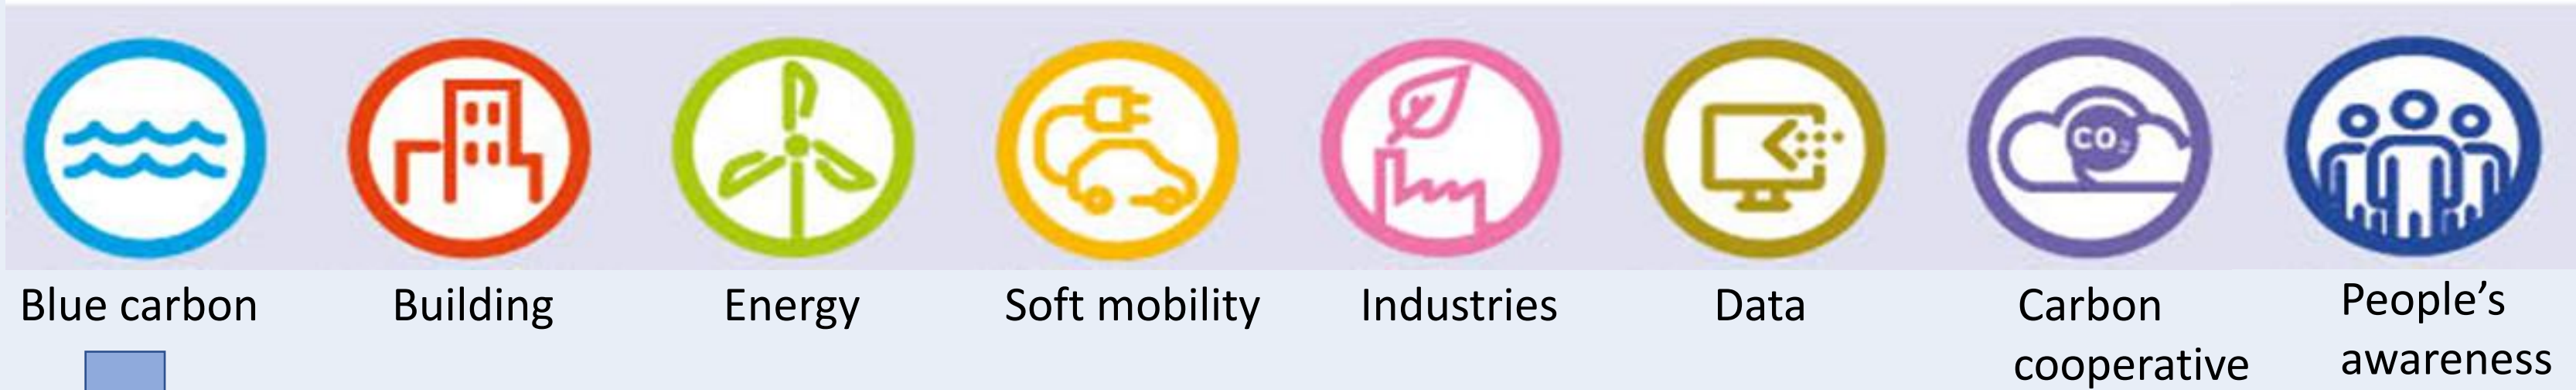 CO₂
Blue carbon
Building
Energy
Soft mobility
Industries
Data
Carbon
cooperative
People’s
awareness